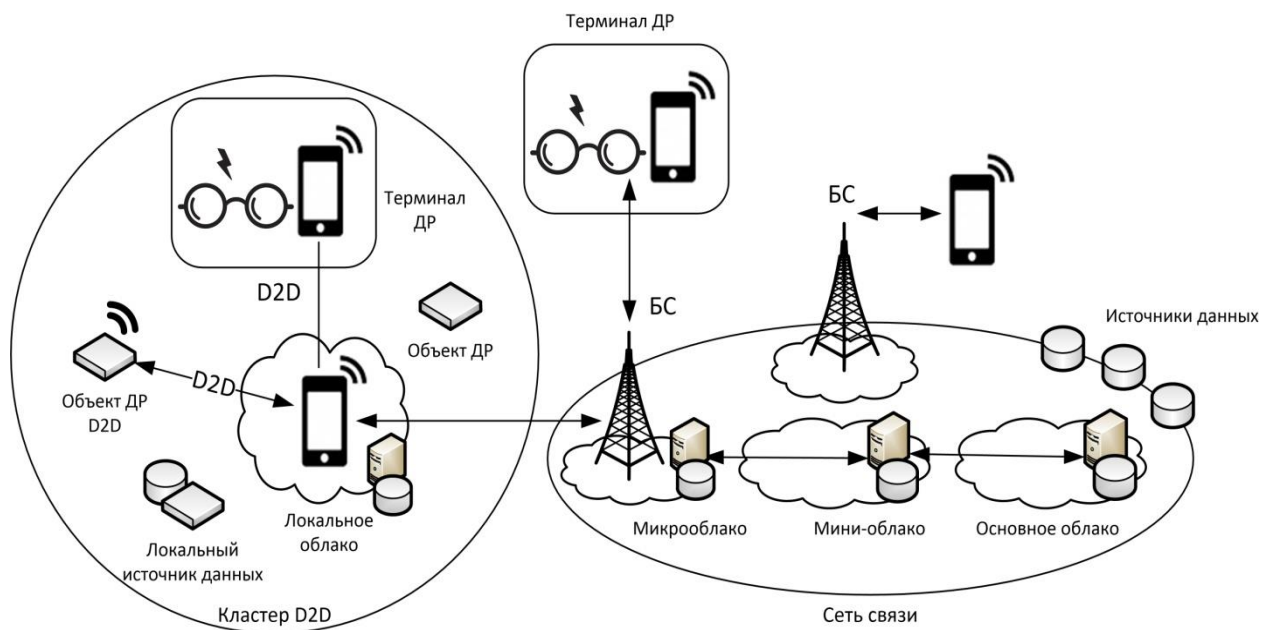 Терминал ДР
Терминал
ДР
БС
D2D
БС
Источники данных
Объект ДР
D2D
Объект ДР
D2D
Микрооблако
Мини-облако
Основное облако
Локальное
облако
Локальный
источник данных
Кластер D2D
Сеть связи